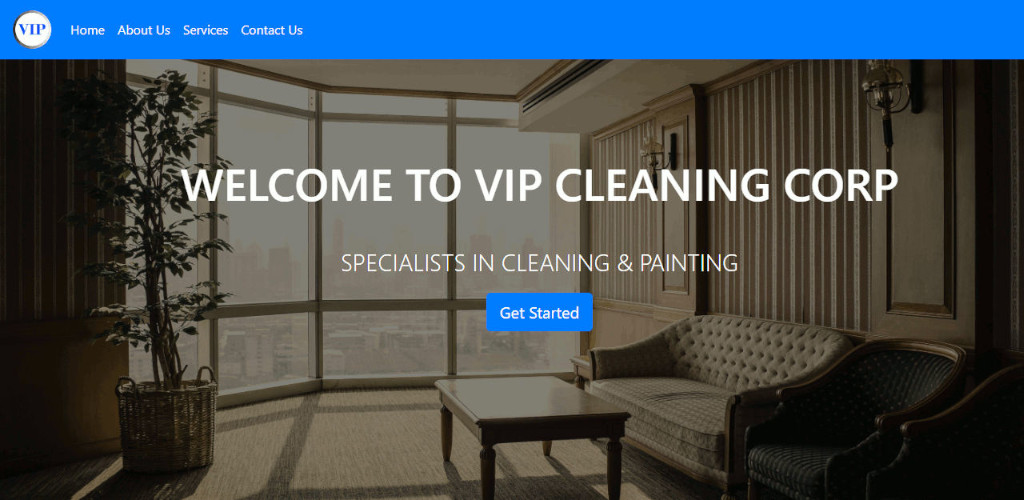 VIP
Home
About Us
Services
Contact Us
WELCOME TO VIP CLEANING CORP
SPECIALISTS IN CLEANING & PAINTING
Get Started